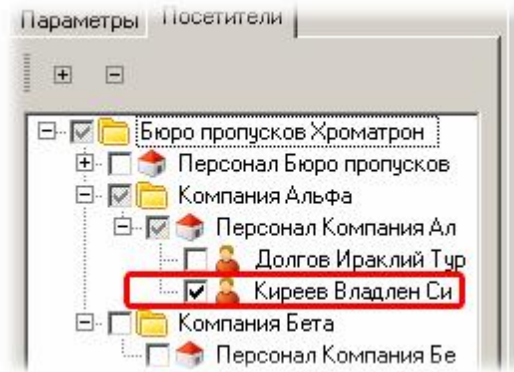 Параметры Посетители
Бюро пропусков Хроматрон
Персонал Бюро пропусков
Компания Альфа
Персонал Компания Ал
Долгов Ираклий Тур
Киреев Владлен Си
Компания Бета
Персонал Компания Бе